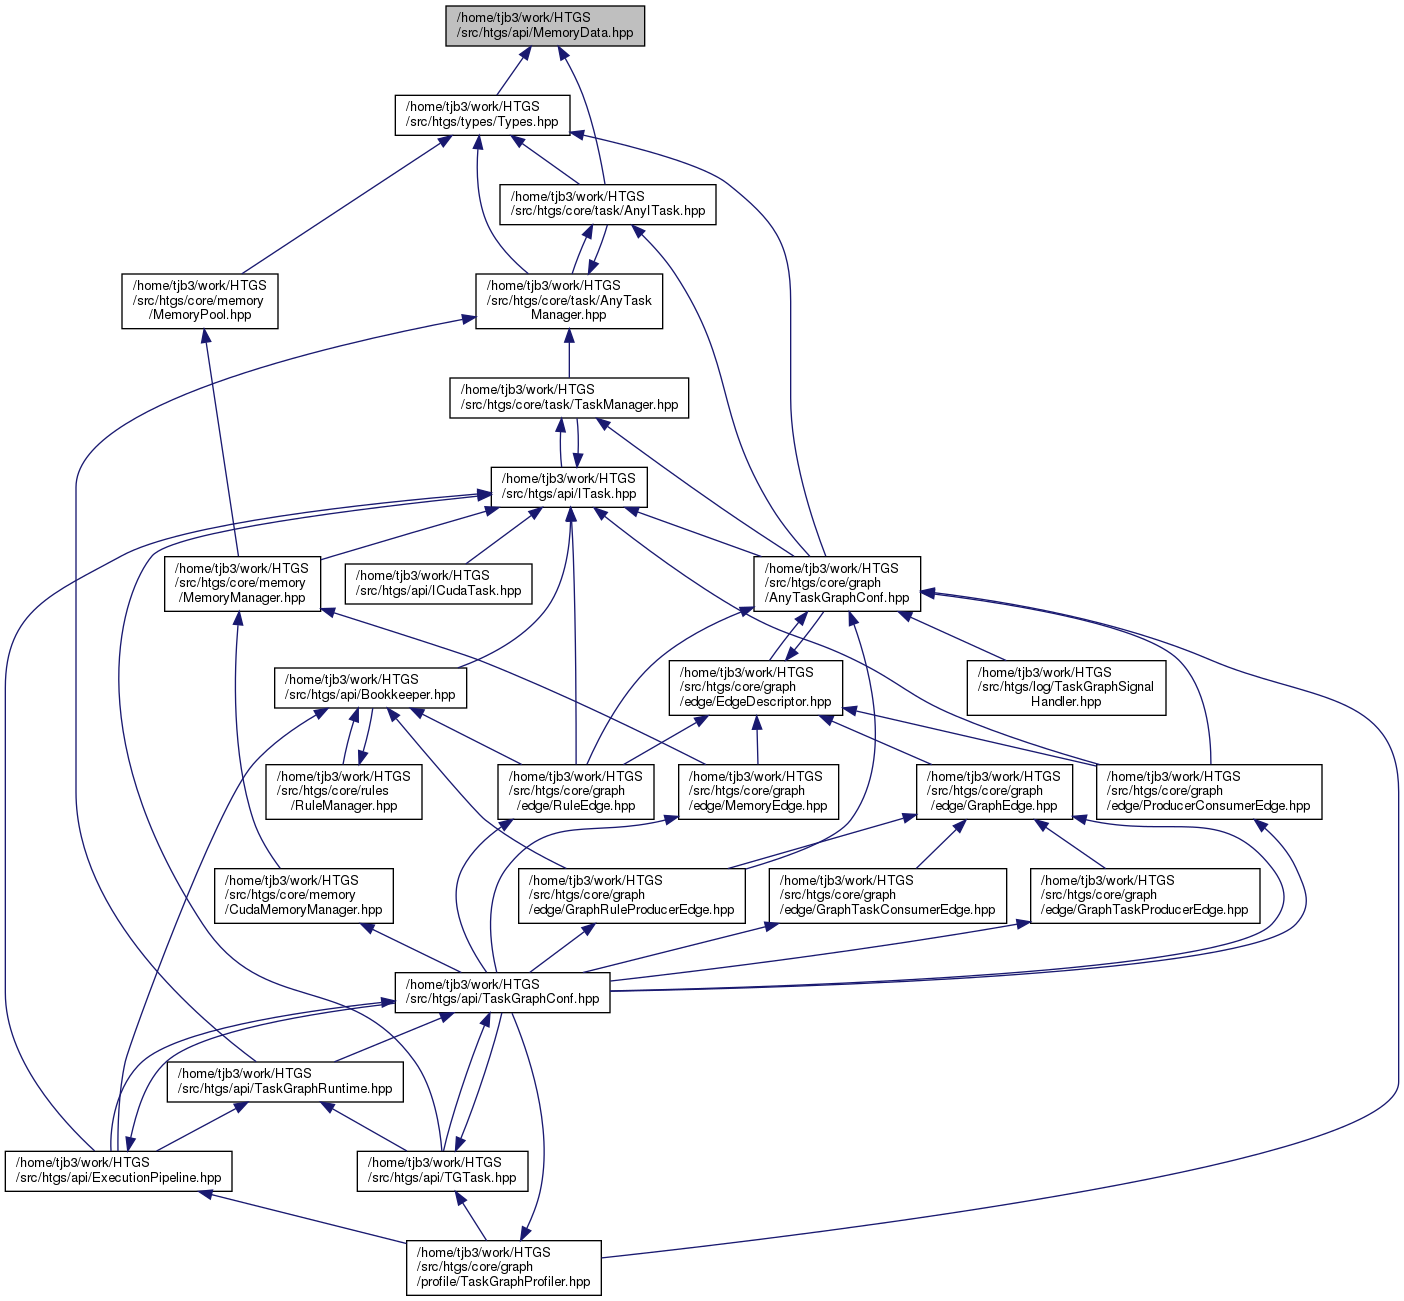 /home/tjb3/work/HTGS
/src/htgs/api/MemoryData.hpp
/home/tjb3/work/HTGS
/src/htgs/types/Types.hpp
/home/tjb3/work/HTGS
/src/htgs/core/task/AnyITask.hpp
/home/tjb3/work/HTGS
/src/htgs/core/memory
/MemoryPool.hpp
/home/tjb3/work/HTGS
/src/htgs/core/task/AnyTask
Manager.hpp
/home/tjb3/work/HTGS
/src/htgs/core/task/TaskManager.hpp
/home/tjb3/work/HTGS
/src/htgs/api/ITask.hpp
/home/tjb3/work/HTGS
/src/htgs/core/memory
/MemoryManager.hpp
/home/tjb3/work/HTGS
/src/htgs/api/ICudaTask.hpp
/home/tjb3/work/HTGS
/src/htgs/core/graph
/AnyTaskGraphConf.hpp
/home/tjb3/work/HTGS
/src/htgs/api/Bookkeeper.hpp
/home/tjb3/work/HTGS
/src/htgs/core/graph
/edge/EdgeDescriptor.hpp
/home/tjb3/work/HTGS
/src/htgs/log/TaskGraphSignal
Handler.hpp
/home/tjb3/work/HTGS
/src/htgs/core/rules
/RuleManager.hpp
/home/tjb3/work/HTGS
/src/htgs/core/graph
/edge/RuleEdge.hpp
/home/tjb3/work/HTGS
/src/htgs/core/graph
/edge/MemoryEdge.hpp
/home/tjb3/work/HTGS
/src/htgs/core/graph
/edge/GraphEdge.hpp
/home/tjb3/work/HTGS
/src/htgs/core/graph
/edge/ProducerConsumerEdge.hpp
/home/tjb3/work/HTGS
/src/htgs/core/memory
/CudaMemoryManager.hpp
/home/tjb3/work/HTGS
/src/htgs/core/graph
/edge/GraphRuleProducerEdge.hpp
/home/tjb3/work/HTGS
/src/htgs/core/graph
/edge/GraphTaskConsumerEdge.hpp
/home/tjb3/work/HTGS
/src/htgs/core/graph
/edge/GraphTaskProducerEdge.hpp
/home/tjb3/work/HTGS
/src/htgs/api/TaskGraphConf.hpp
/home/tjb3/work/HTGS
/src/htgs/api/TaskGraphRuntime.hpp
/home/tjb3/work/HTGS
/src/htgs/api/ExecutionPipeline.hpp
/home/tjb3/work/HTGS
/src/htgs/api/TGTask.hpp
/home/tjb3/work/HTGS
/src/htgs/core/graph
/profile/TaskGraphProfiler.hpp